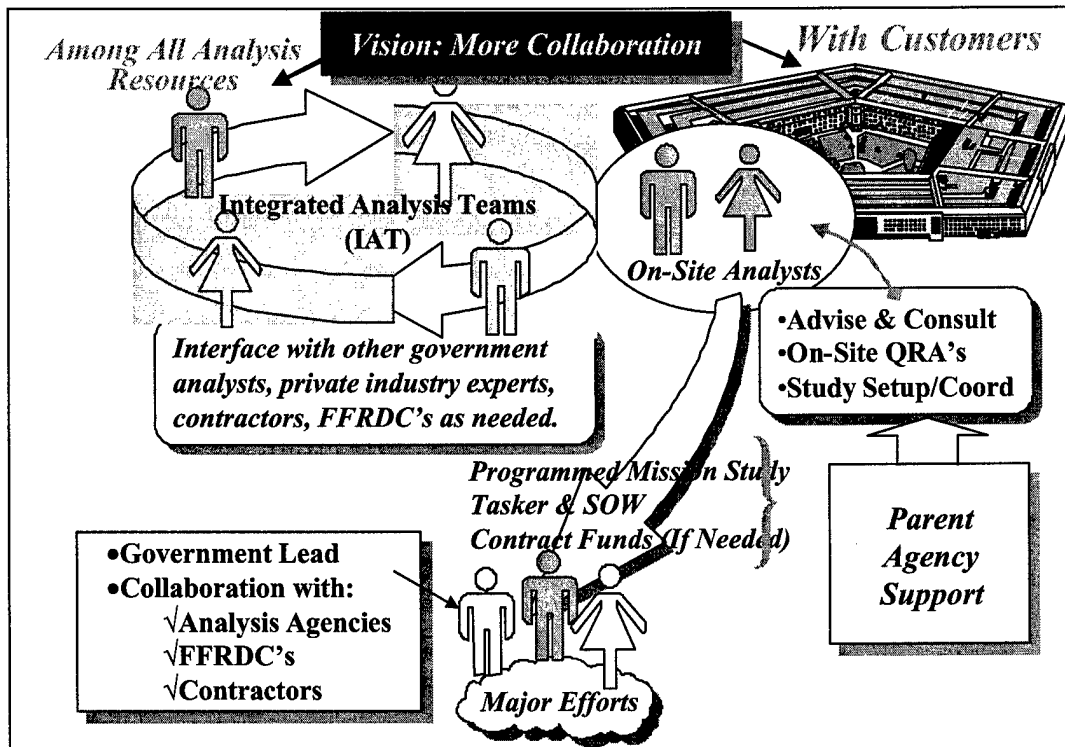 Vision: More Collaboration
Among All Analysis
Resources
With Customers
Integrated Analysis Teams
(IAT)
On-Site Analysts
Interface with other government
analysts, private industry experts,
contractors, FFRDC's as needed.
•Advise & Consult
•On-Site QRA's
•Study Setup/Coord
Programmed Mission Study
Tasker & SOW
Contract Funds (If Needed)
Parent
Agency
Support
•Government Lead
•Collaboration with:
√Analysis Agencies
√FFRDC's
√Contractors
Major Efforts